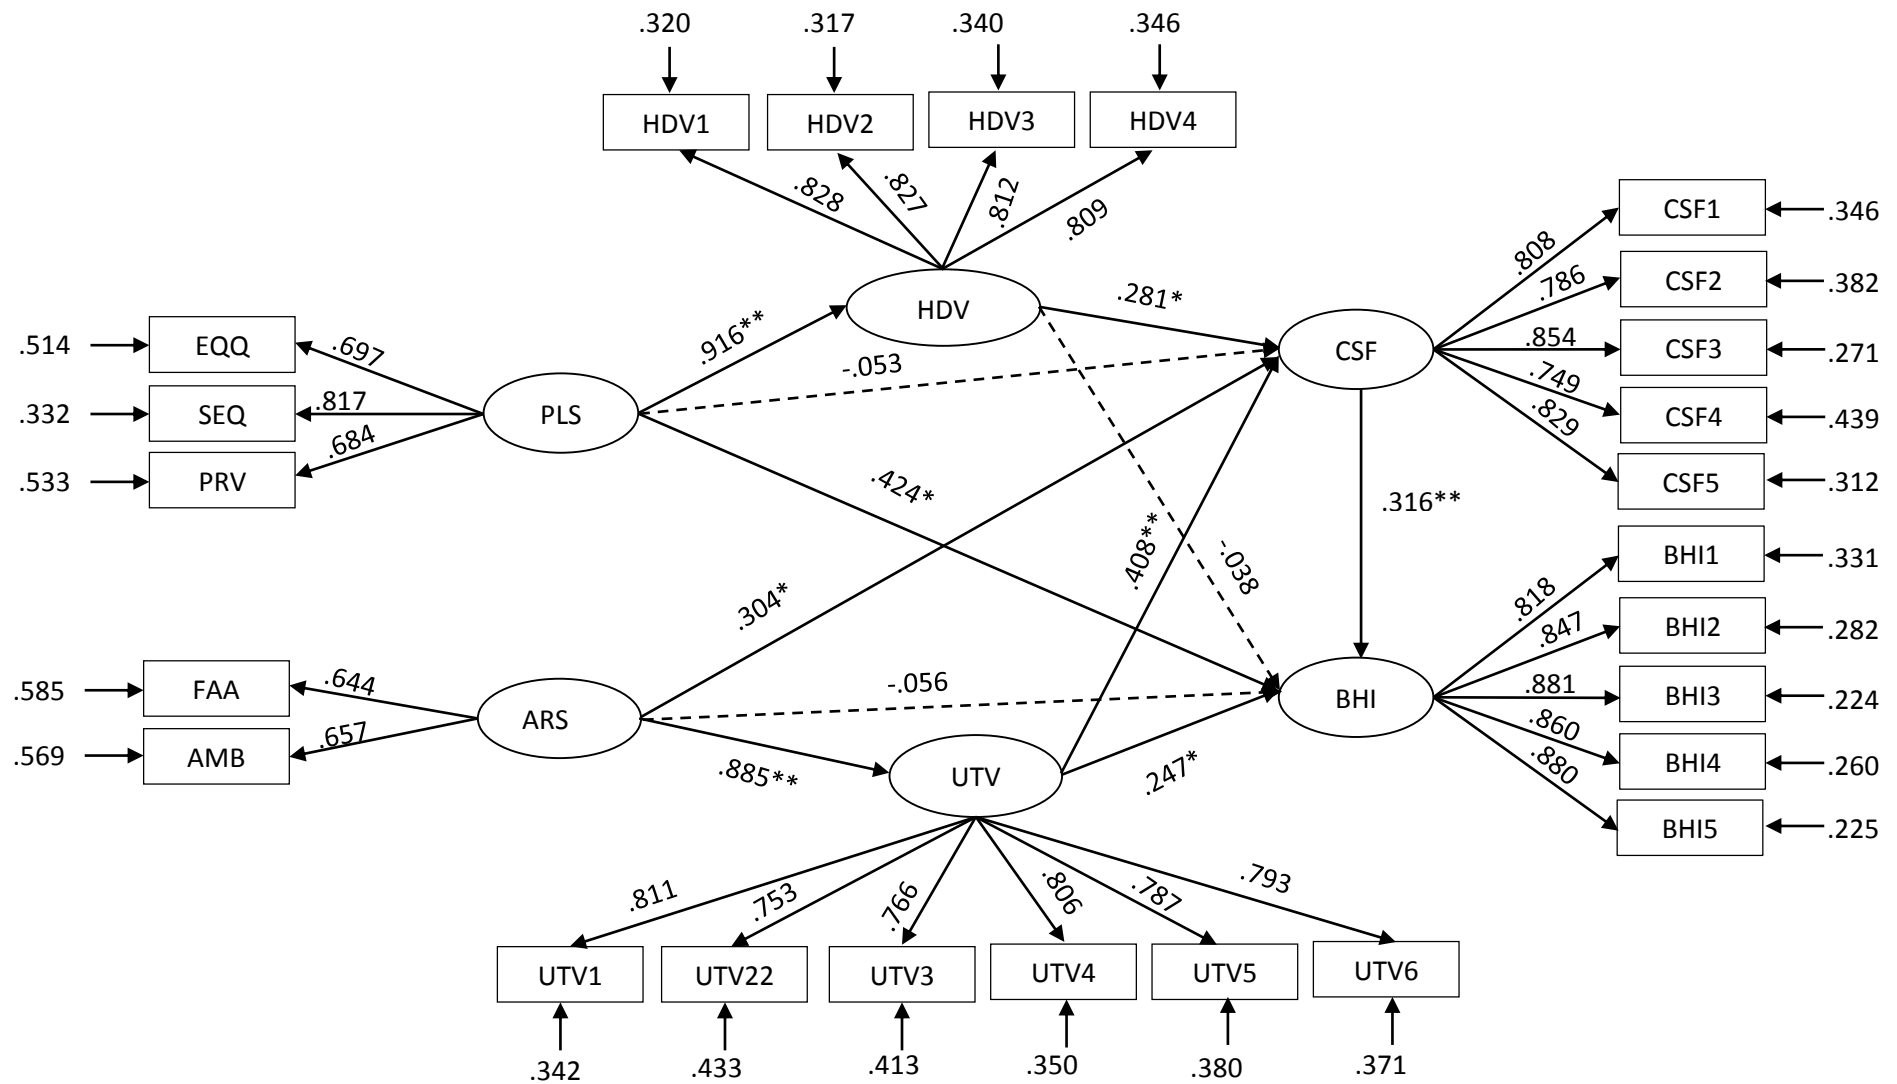 .320 .317 .340 .346
HDV1 HDV2 HDV3 HDV4
.828 .827 .812 .809
HDV
.281*
.916**
-.053
-.038
CSF
.808 CSF1 .346
.786 CSF2 .382
.854 CSF3 .271
.749 CSF4 .439
.829 CSF5 .312
.514 EQQ .697
.332 SEQ .817
.533 PRV .684
PLS
.424*
.408**
.316**
.304*
-.056
.585 FAA .644
.569 AMB .657
ARS
.885**
UTV
.247*
BHI
.818 BHI1 .331
.847 BHI2 .282
.881 BHI3 .224
.860 BHI4 .260
.880 BHI5 .225
.811 .753 .766 .806 .787 .793
UTV1 UTV22 UTV3 UTV4 UTV5 UTV6
.342 .433 .413 .350 .380 .371